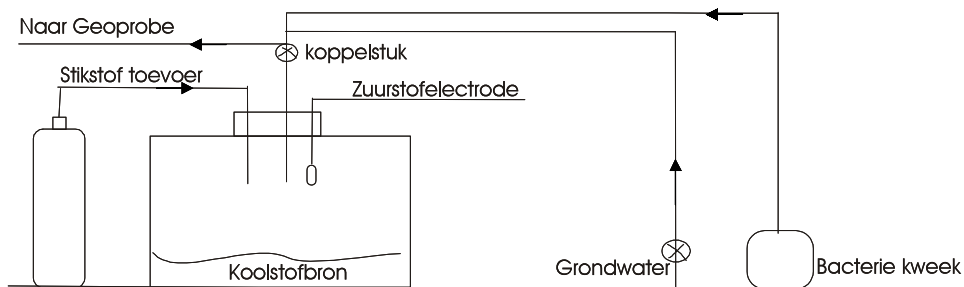 Naar Geoprobe
koppelstuk
Stikstof toevoer
Zuurstofelectrode
Koolstofbron
Grondwater
Bacterie kweek